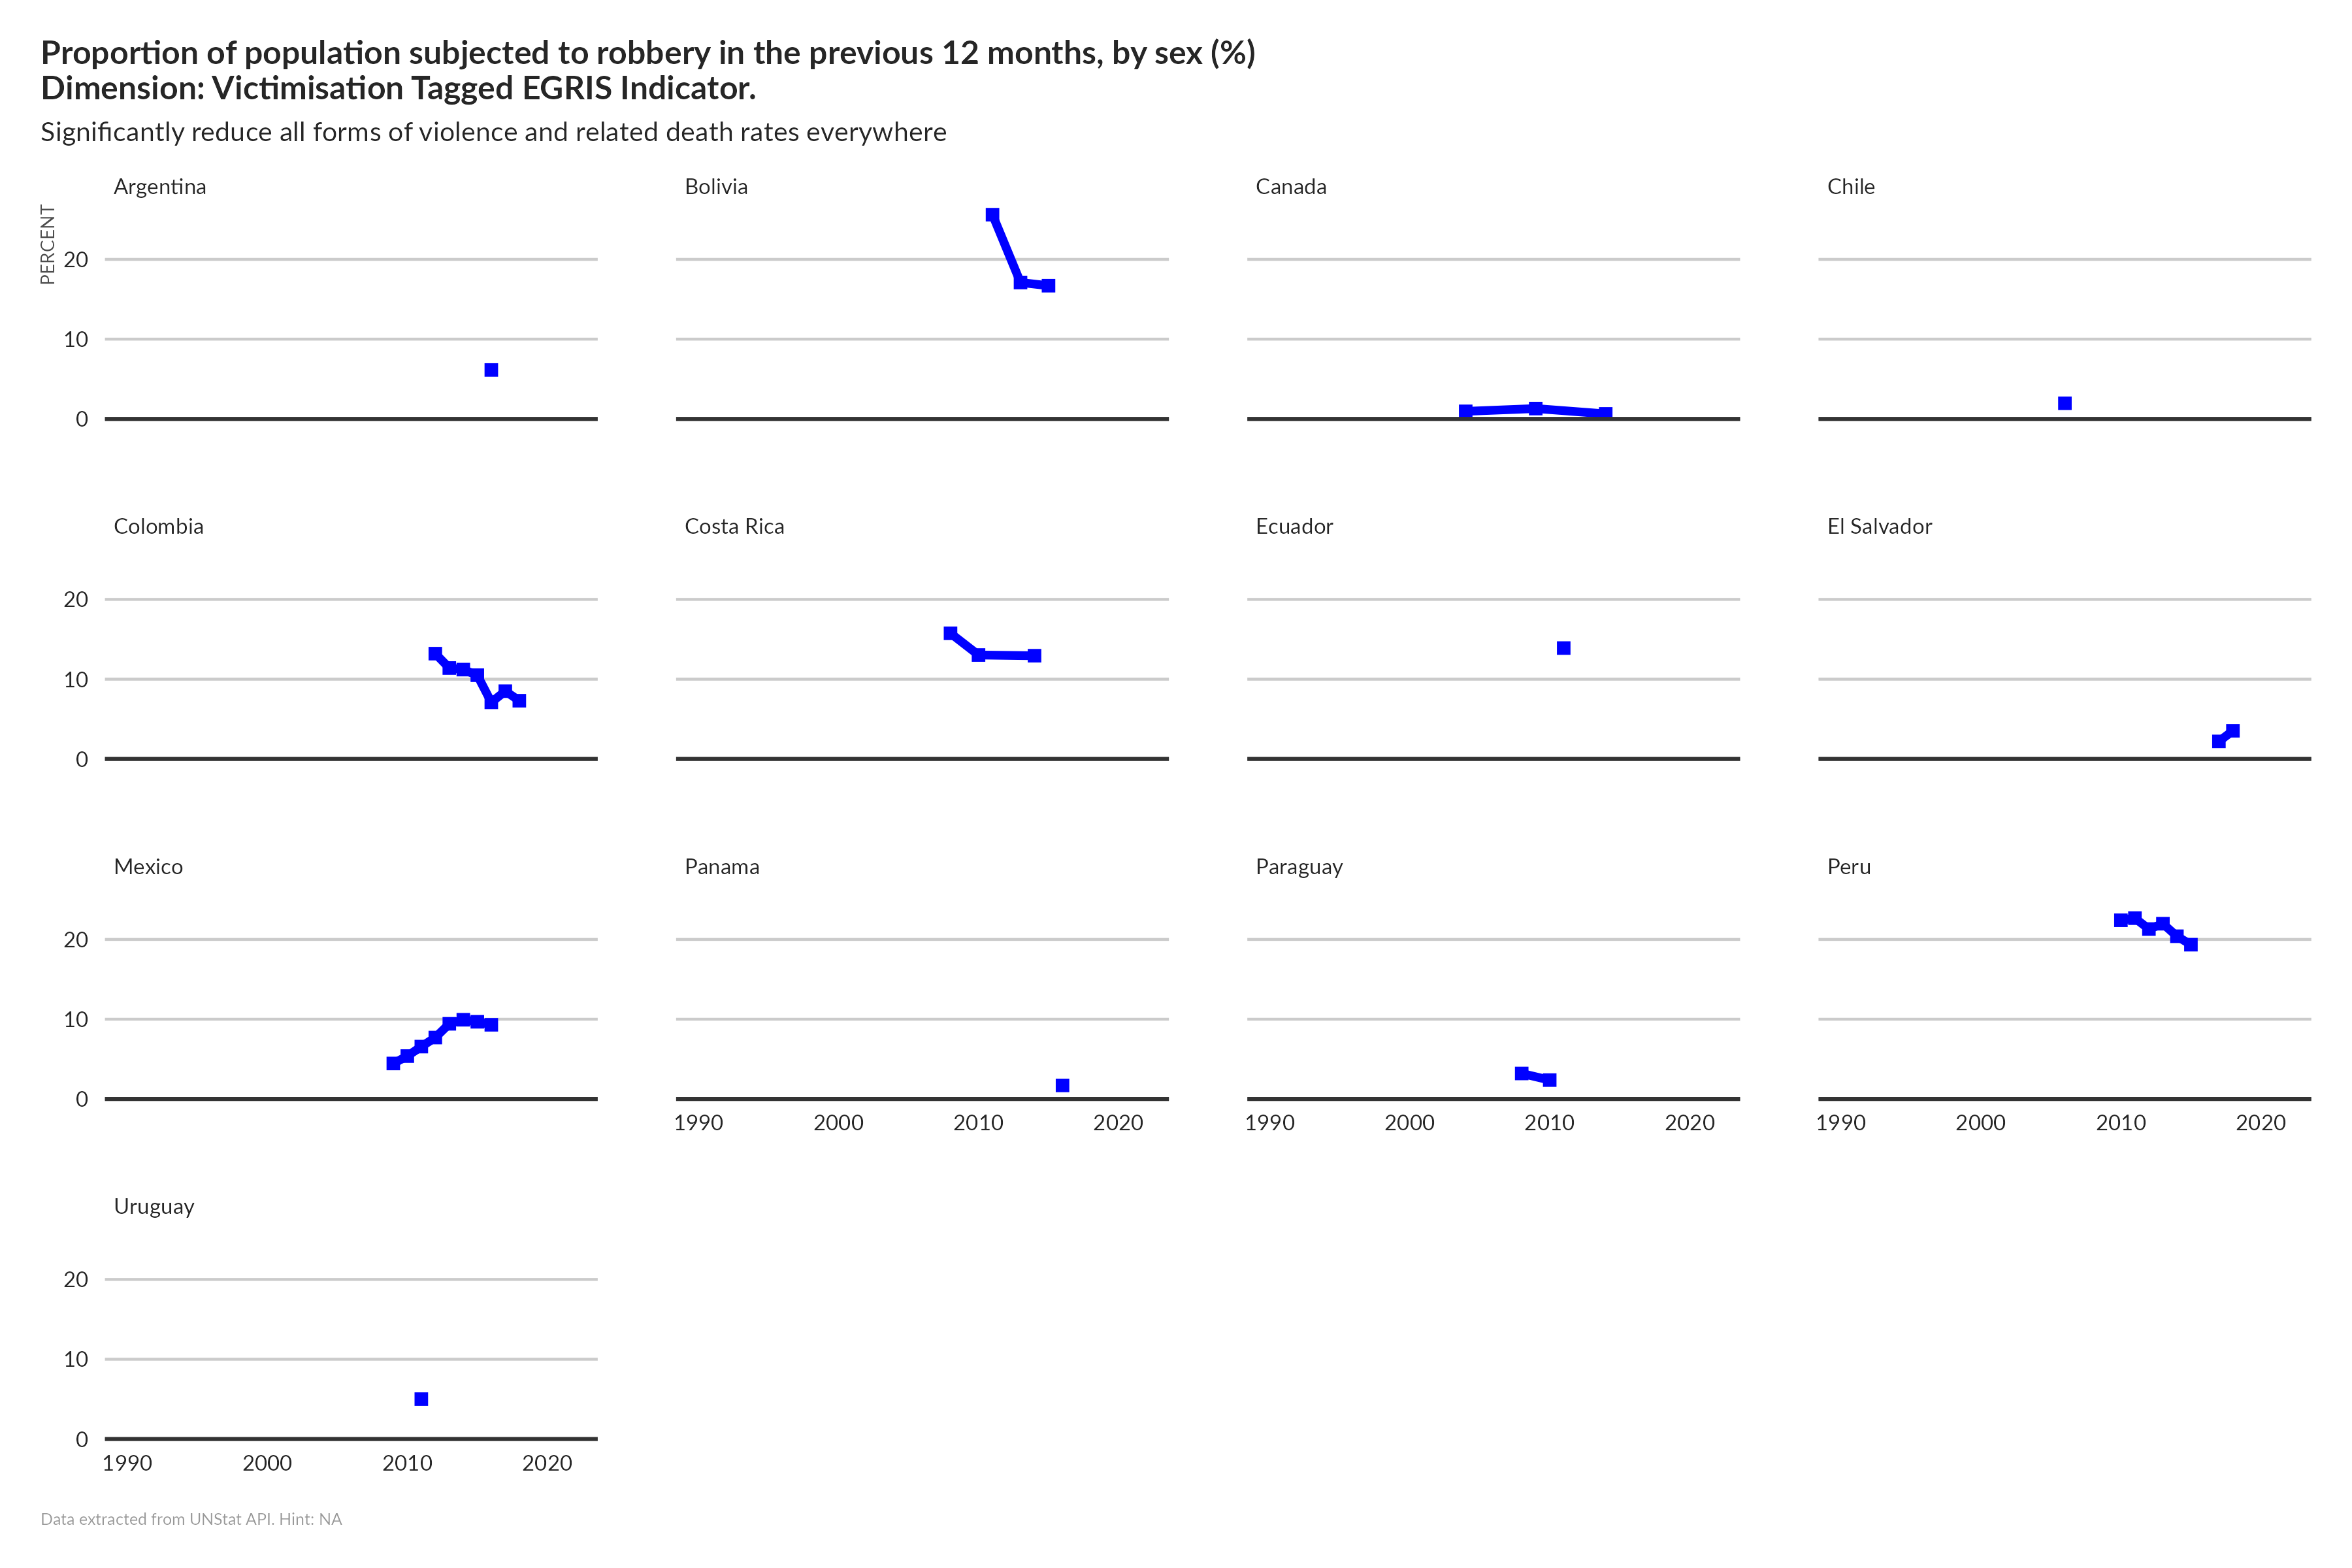 Proportion of population subjected to robbery in the previous 12 months, by sex (%)
Dimension: Victimisation Tagged EGRIS Indicator.
Significantly reduce all forms of violence and related death rates everywhere
Argentina
Bolivia
Canada
Chile
PERCENT
20
10
0
Colombia
Costa Rica
Ecuador
El Salvador
20
10
0
Mexico
Panama
Paraguay
Peru
20
10
0
1990 2000 2010 2020
1990 2000 2010 2020
1990 2000 2010 2020
Uruguay
20
10
0
1990 2000 2010 2020
Data extracted from UNStat API. Hint: NA